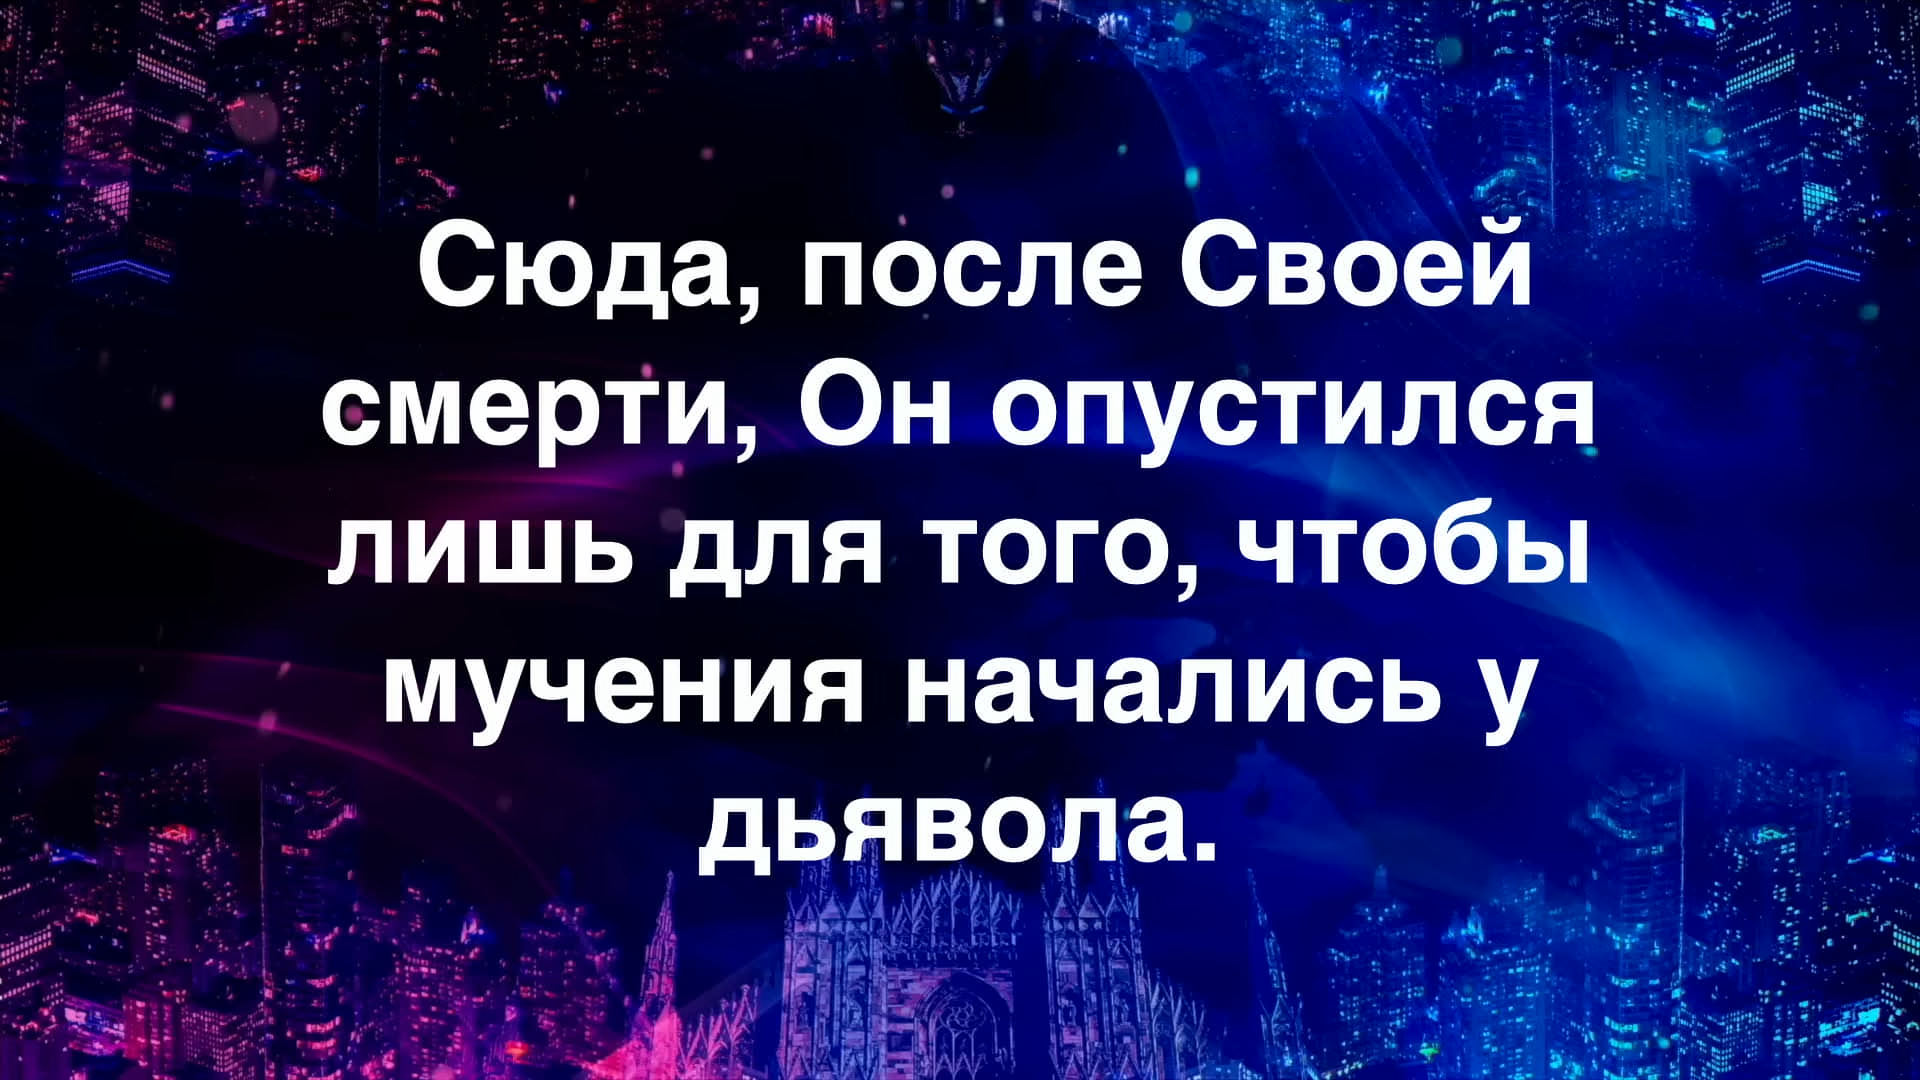 Сюда, после Своей
смерти, Он опустился
лишь для того, чтобы
мучения начались у
дьявола.